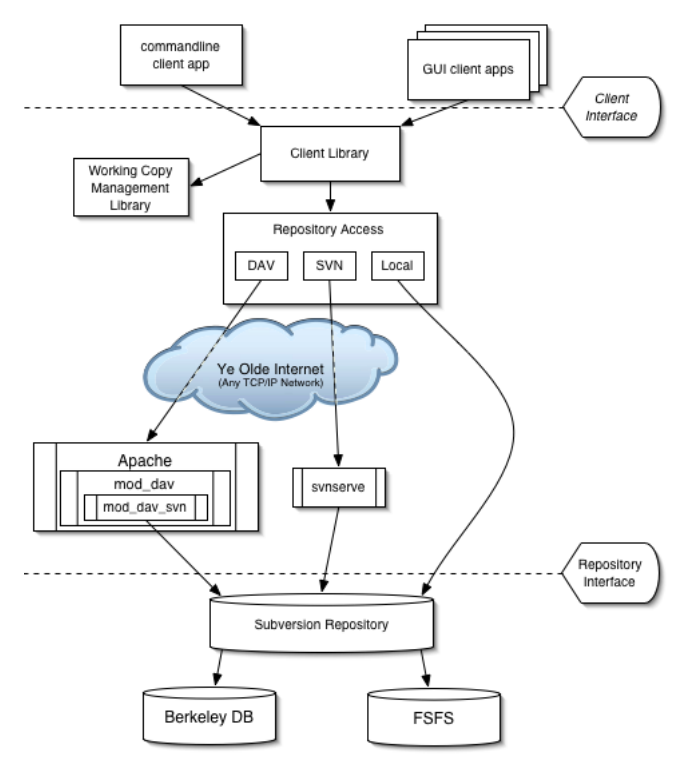 commandline
client app
GUI client apps
Client
Interface
Client Library
Working Copy
Management
Library
Repository Access
DAV
SVN
Local
Ye Olde Internet
(Any TCP/IP Network)
Apache
mod_dav
mod_dav_svn
svnserve
Repository
Interface
Subversion Repository
Berkeley DB
FSFS